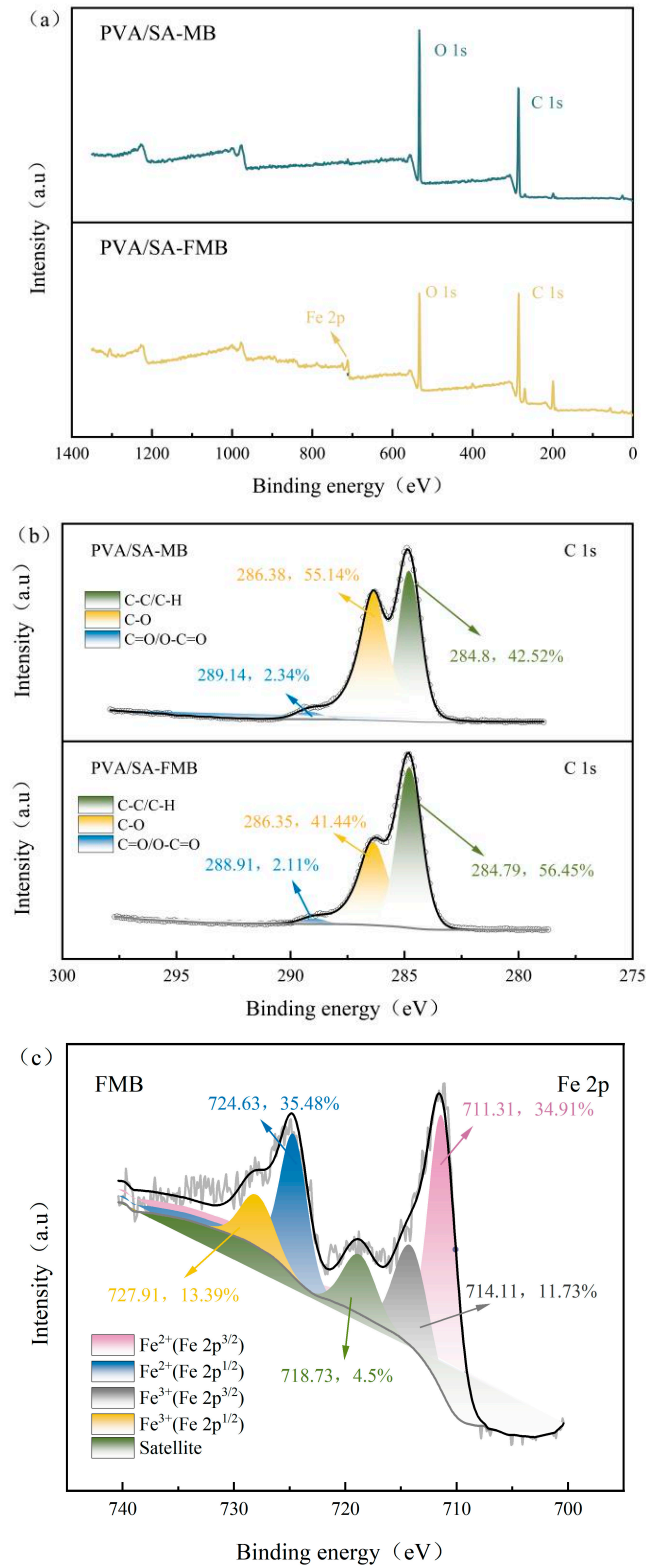 (a)
PVA/SA-MB
O 1s
C 1s
PVA/SA-FMB
O 1s
C 1s
Fe 2p
Intensity (a.u)
1400 1200 1000 800 600 400 200 0
Binding energy (eV)
(b)
PVA/SA-MB
C 1s
C-C/C-H
C-O
C=O/O-C=O
286.38, 55.14%
289.14, 2.34%
284.8, 42.52%
Intensity (a.u)
PVA/SA-FMB
C 1s
C-C/C-H
C-O
C=O/O-C=O
286.35, 41.44%
288.91, 2.11%
284.79, 56.45%
Intensity (a.u)
300 295 290 285 280 275
Binding energy (eV)
(c)
FMB
Fe 2p
724.63, 35.48%
711.31, 34.91%
727.91, 13.39%
714.11, 11.73%
718.73, 4.5%
Fe²⁺(Fe 2p³/²)
Fe²⁺(Fe 2p¹/²)
Fe³⁺(Fe 2p³/²)
Fe³⁺(Fe 2p¹/²)
Satellite
Intensity (a.u)
740 730 720 710 700
Binding energy (eV)